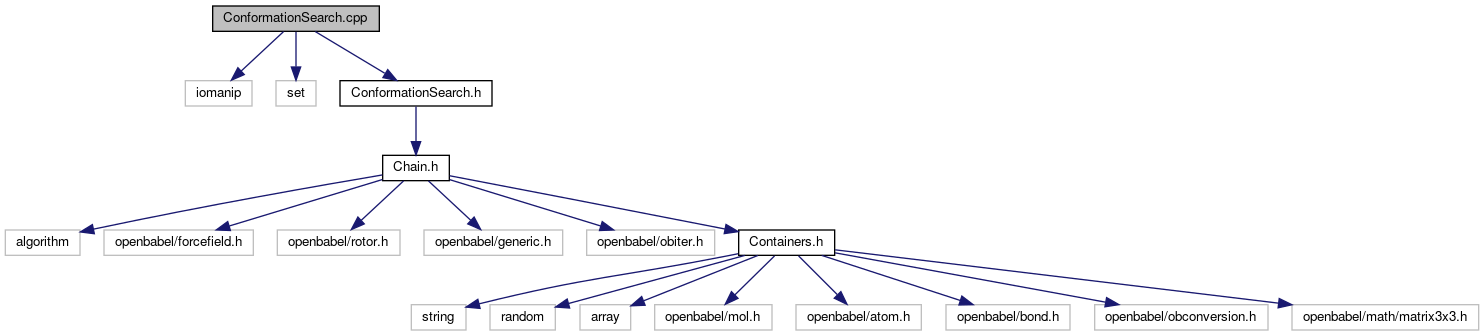 ConformationSearch.cpp
iomanip
set
ConformationSearch.h
Chain.h
algorithm
openbabel/forcefield.h
openbabel/rotor.h
openbabel/generic.h
openbabel/obiter.h
Containers.h
string
random
array
openbabel/mol.h
openbabel/atom.h
openbabel/bond.h
openbabel/obconversion.h
openbabel/math/matrix3x3.h